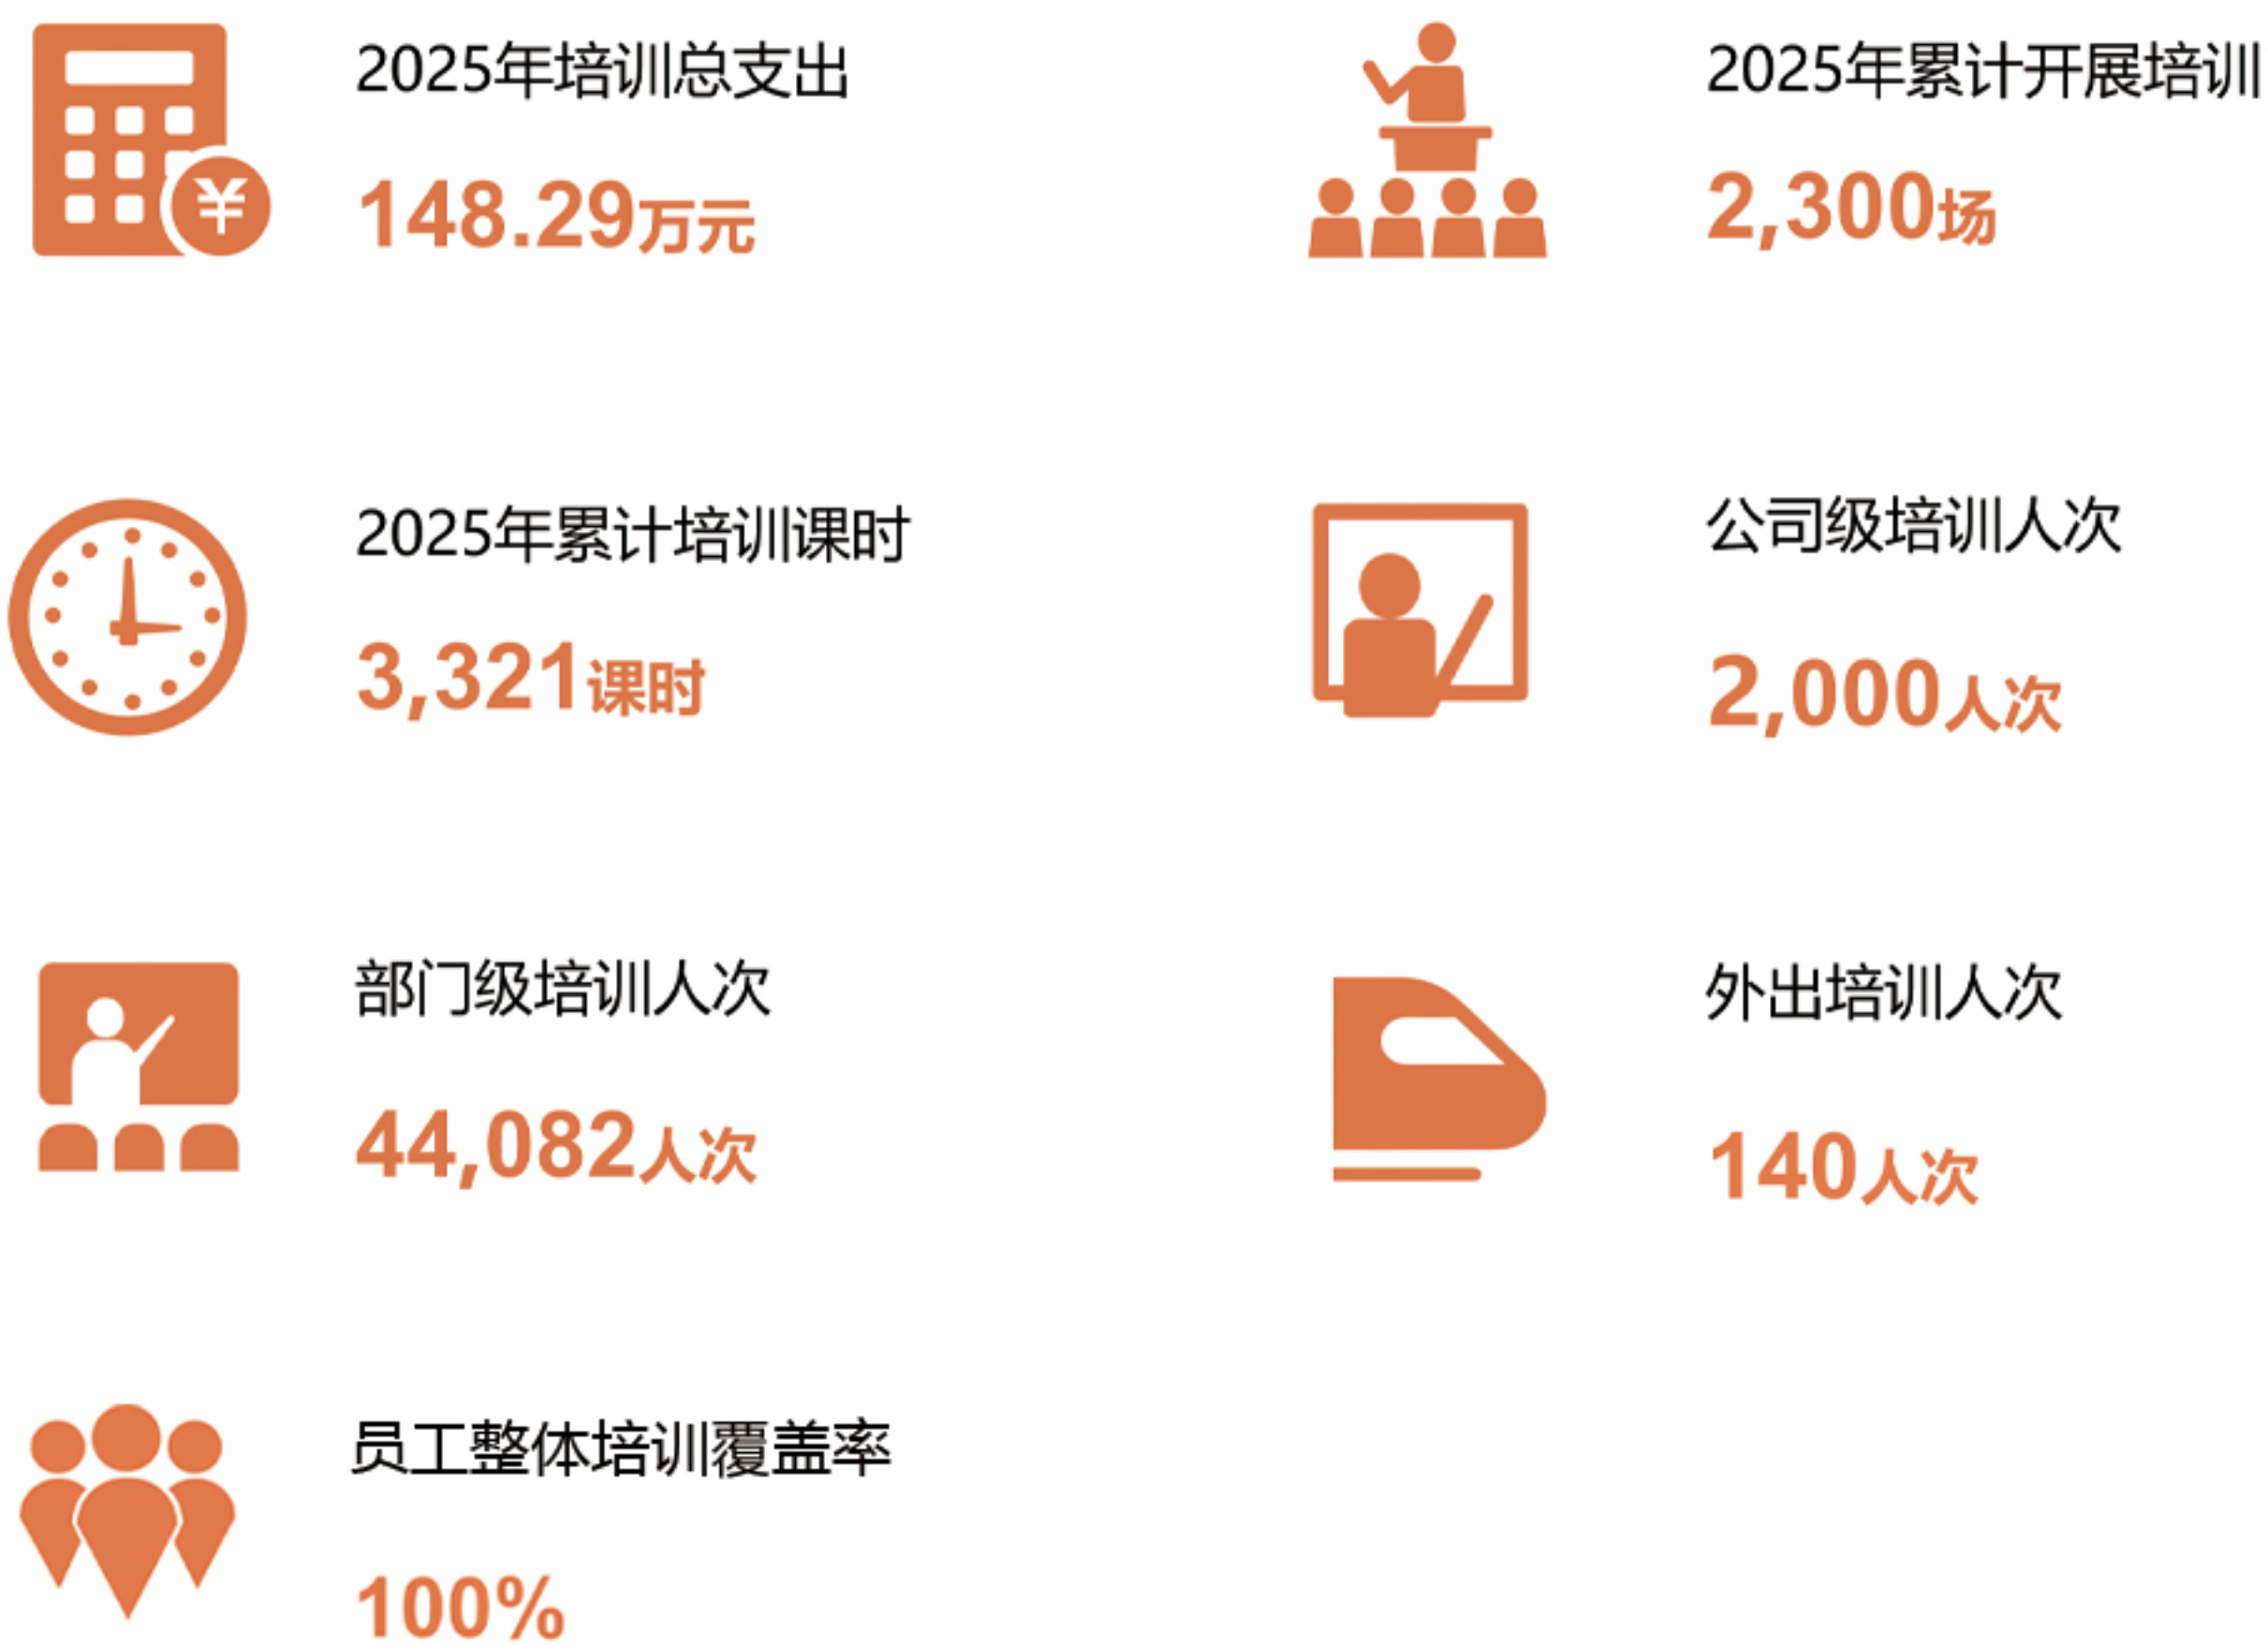 2025年培训总支出
148.29万元
2025年累计开展培训
2,300场
2025年累计培训课时
3,321课时
公司级培训人次
2,000人次
部门级培训人次
44,082人次
外出培训人次
140人次
员工整体培训覆盖率
100%